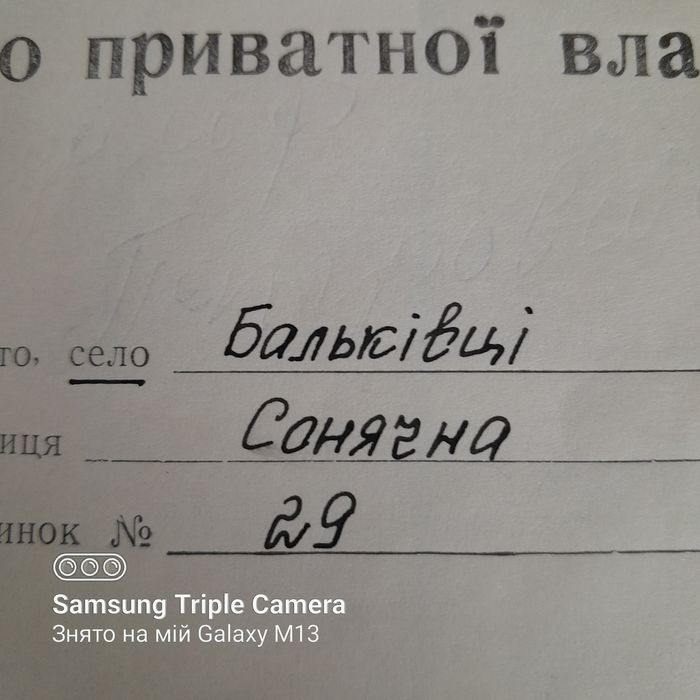 о приватної вла
то, село Бальківці
иця Сонячна
инок № 29
Samsung Triple Camera
Знято на мій Galaxy M13